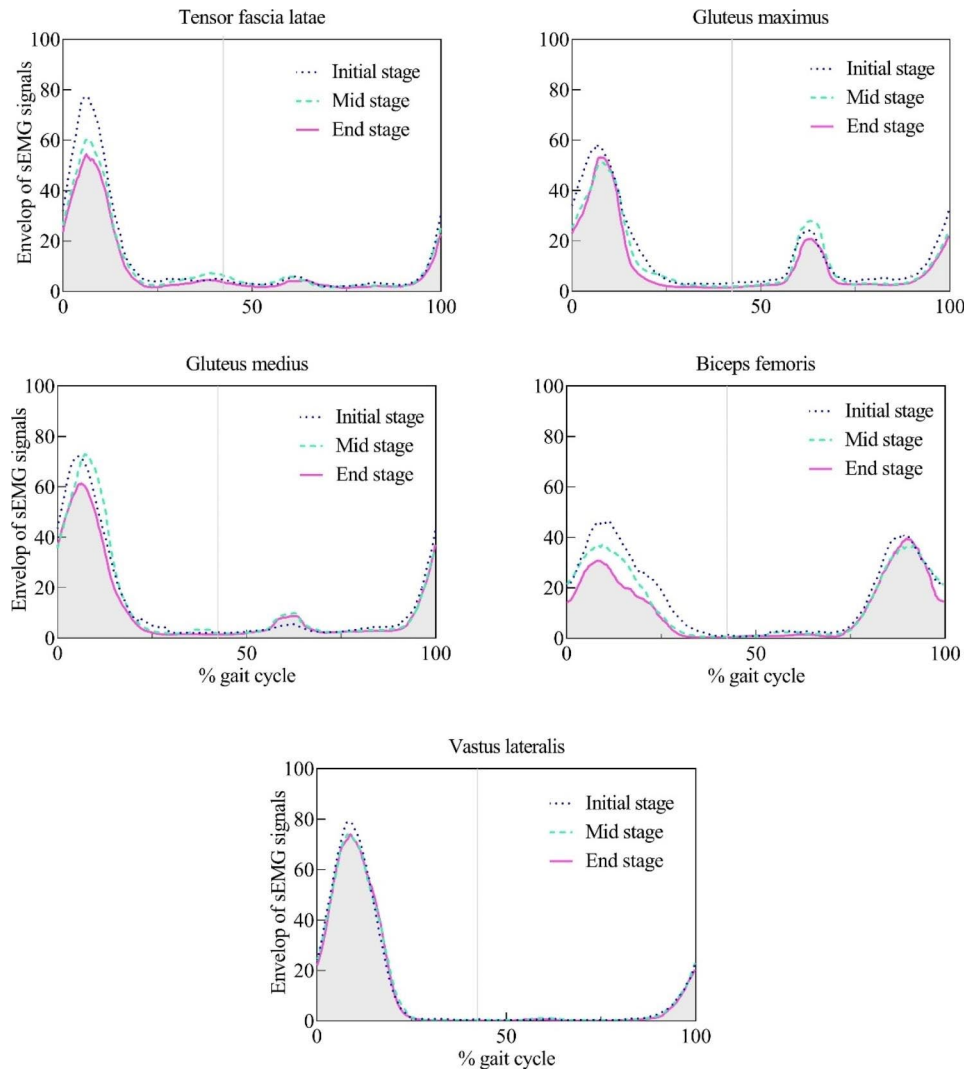 Tensor fascia latae
Envelop of sEMG signals
100
80
60
40
20
0
0
50
100
Initial stage
Mid stage
End stage
Gluteus maximus
100
80
60
40
20
0
0
50
100
Initial stage
Mid stage
End stage
Gluteus medius
Envelop of sEMG signals
100
80
60
40
20
0
0
50
100
% gait cycle
Initial stage
Mid stage
End stage
Biceps femoris
100
80
60
40
20
0
0
50
100
% gait cycle
Initial stage
Mid stage
End stage
Vastus lateralis
Envelop of sEMG signals
100
80
60
40
20
0
0
50
100
% gait cycle
Initial stage
Mid stage
End stage